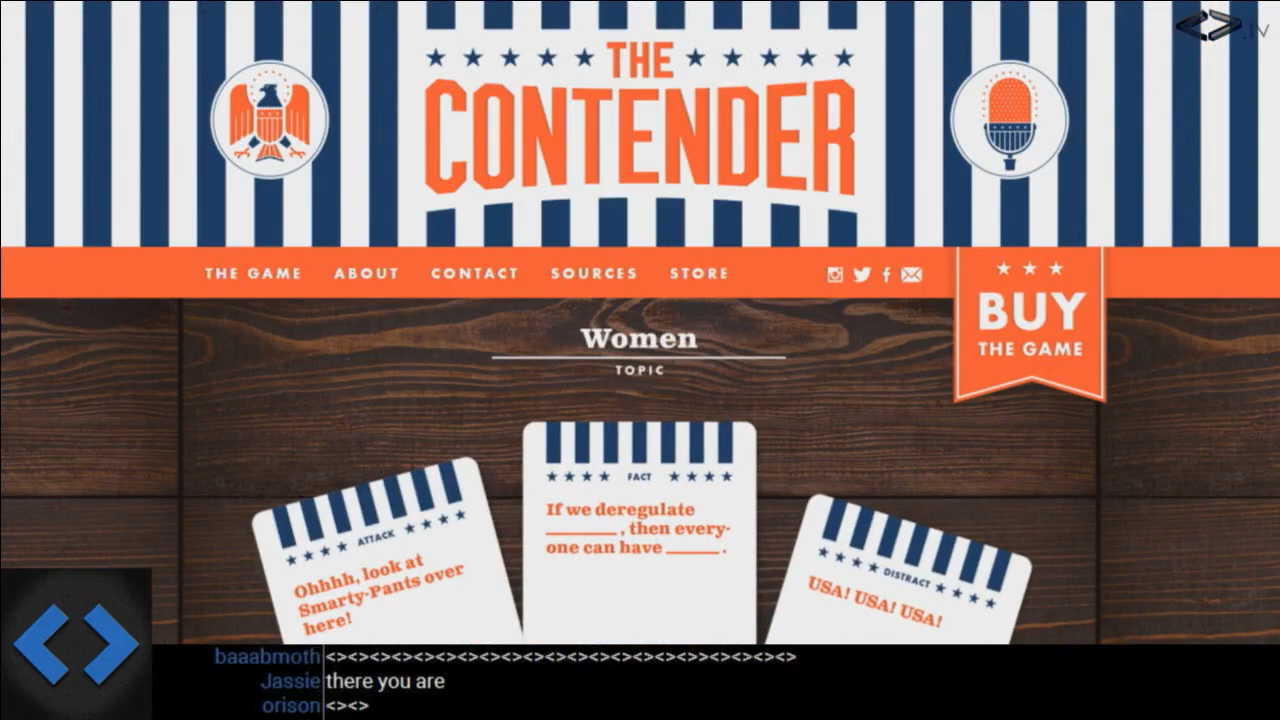 THE
CONTENDER
.tv
THE GAME ABOUT CONTACT SOURCES STORE
BUY
THE GAME
Women
TOPIC
ATTACK
Ohhhh, look at
Smarty-Pants over
here!
FACT
If we deregulate
_______ , then every-
one can have ______ .
DISTRACT
USA! USA! USA!
baaabmoth <><><><><><><><><><><><><><><><><>><><><><>
Jassie there you are
orison <><>